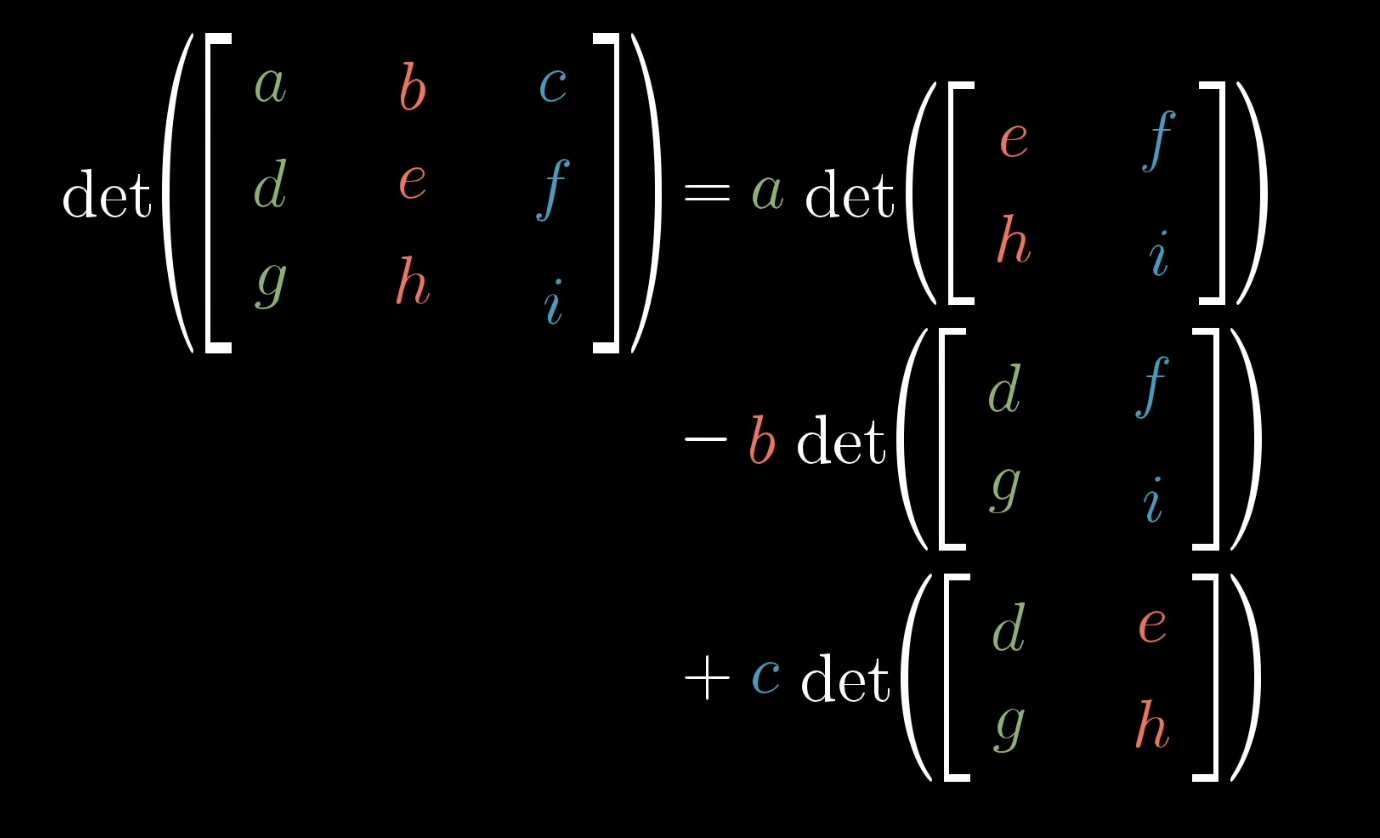 det([a b c
d e f
g h i]) = a det([e f
h i])
− b det([d f
g i])
+ c det([d e
g h])